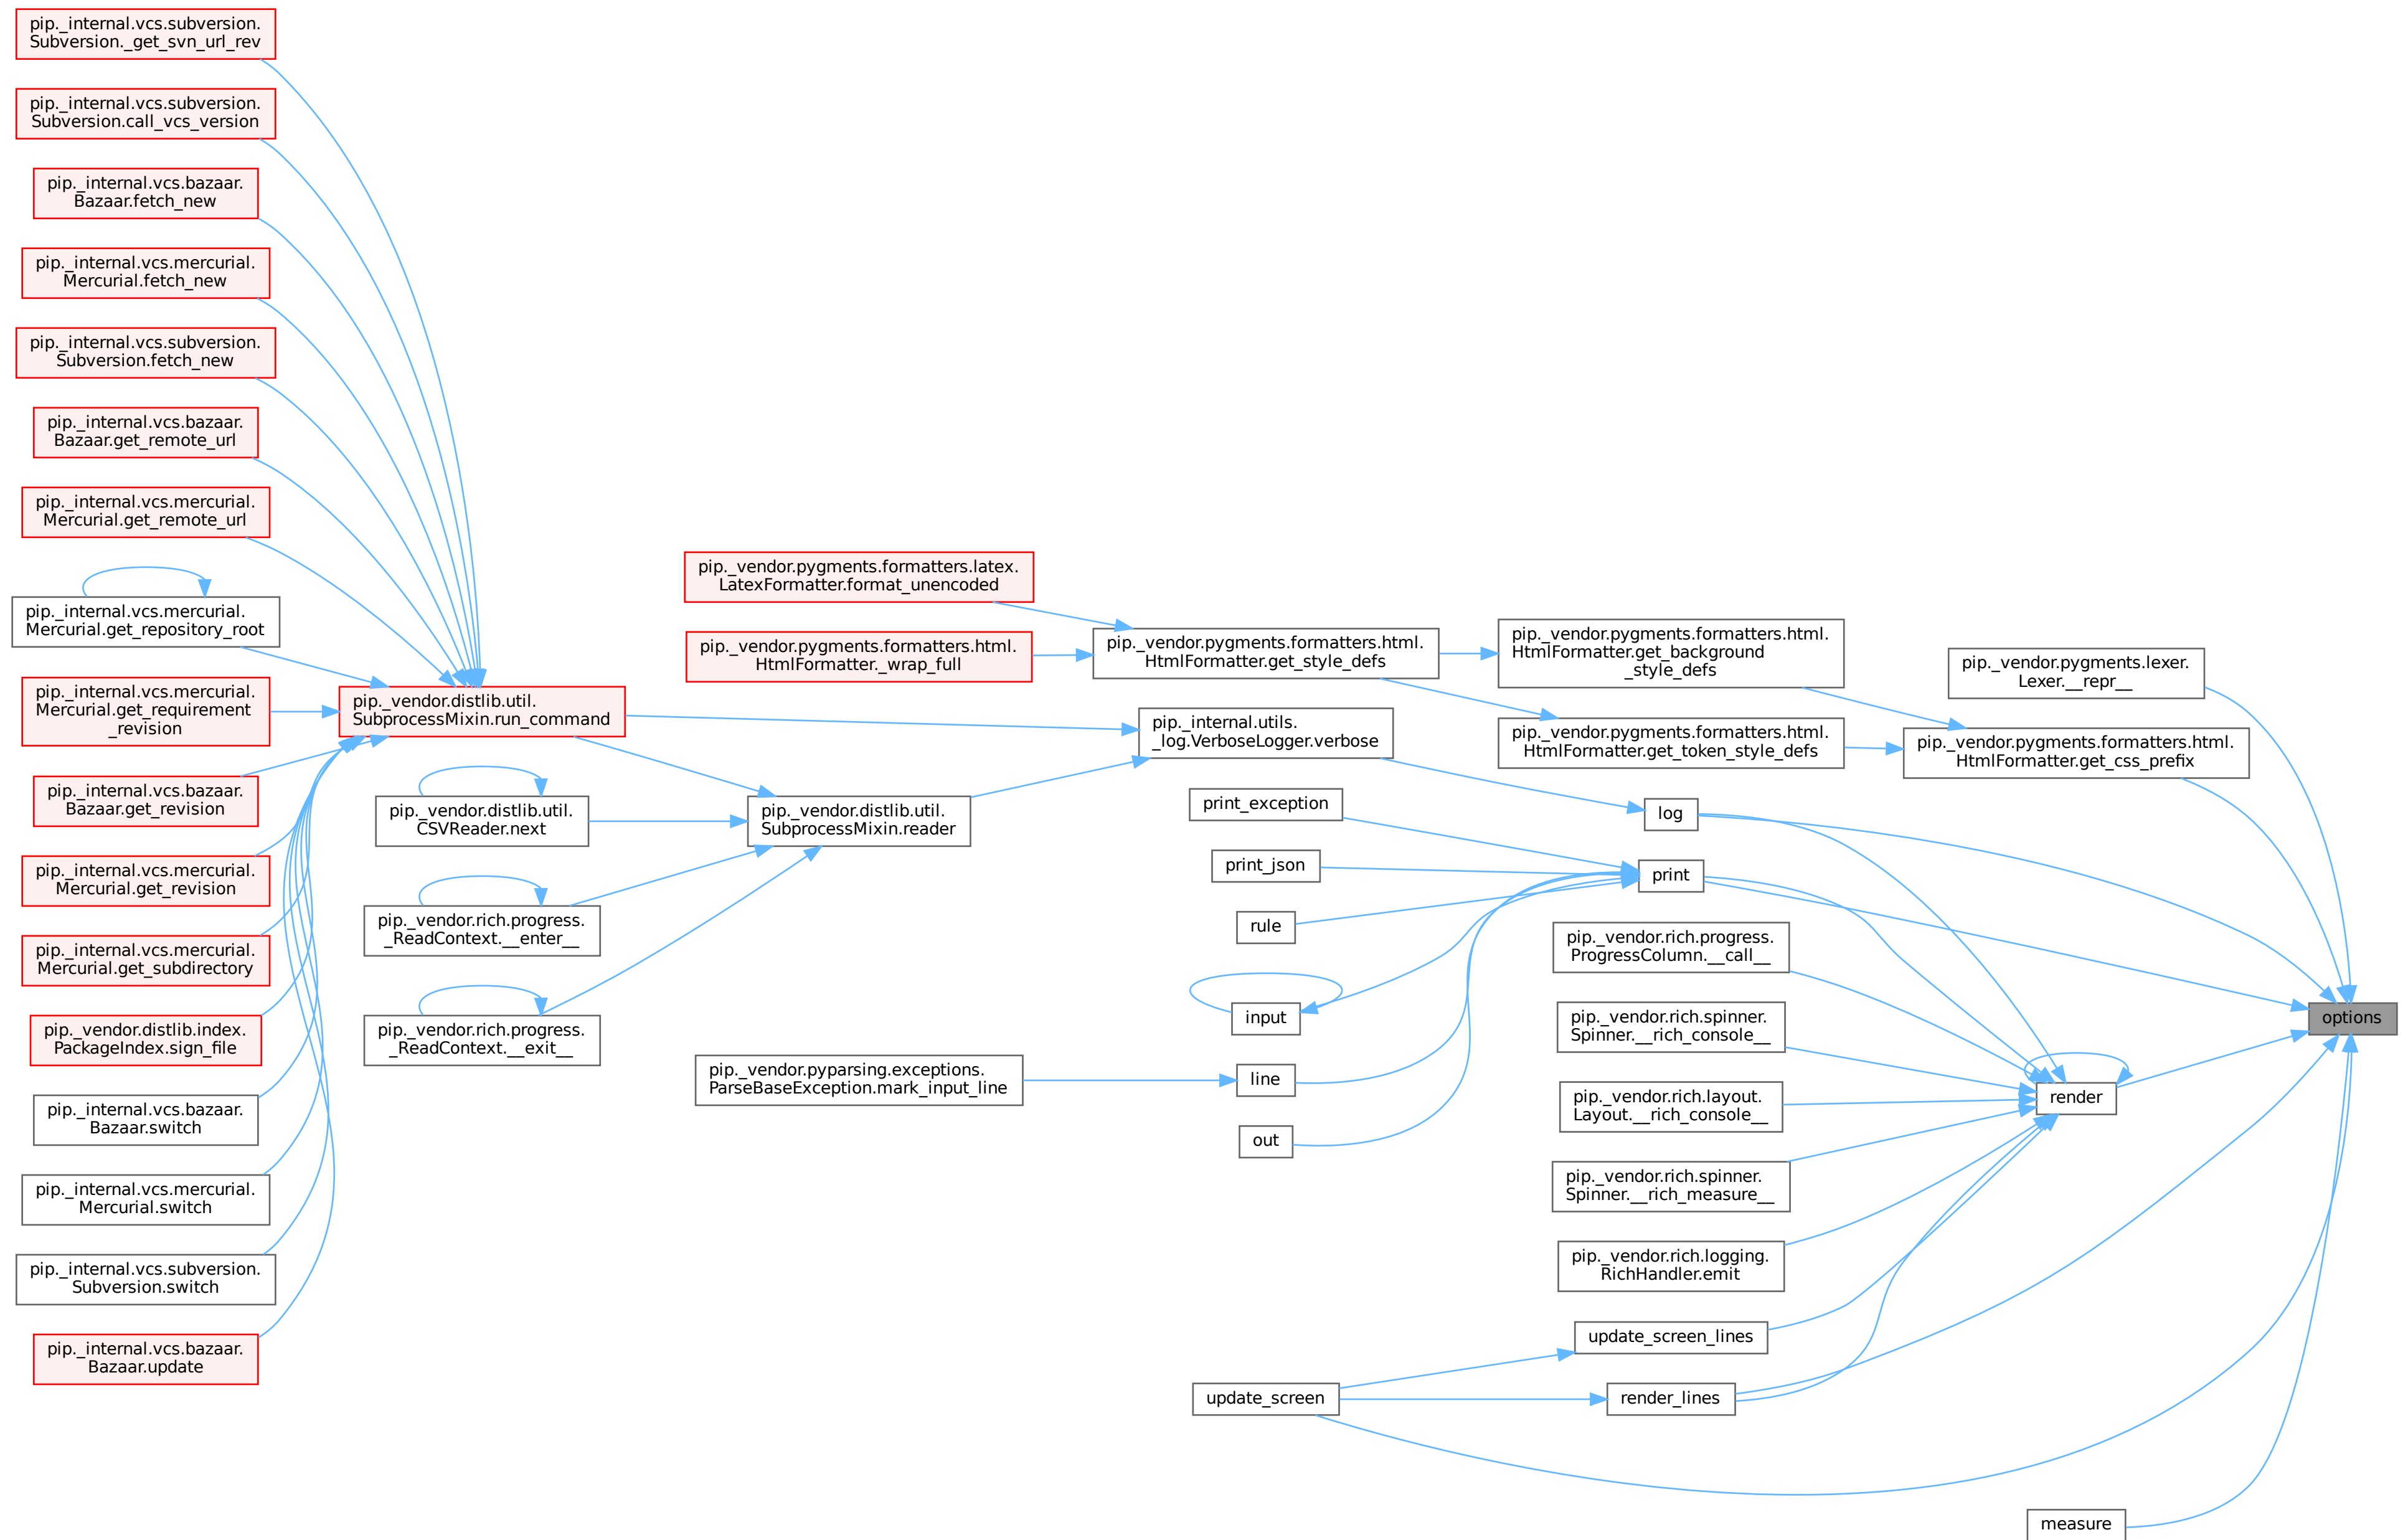 pip._internal.vcs.subversion.
Subversion._get_svn_url_rev
pip._internal.vcs.subversion.
Subversion.call_vcs_version
pip._internal.vcs.bazaar.
Bazaar.fetch_new
pip._internal.vcs.mercurial.
Mercurial.fetch_new
pip._internal.vcs.subversion.
Subversion.fetch_new
pip._internal.vcs.bazaar.
Bazaar.get_remote_url
pip._internal.vcs.mercurial.
Mercurial.get_remote_url
pip._internal.vcs.mercurial.
Mercurial.get_repository_root
pip._internal.vcs.mercurial.
Mercurial.get_requirement
_revision
pip._internal.vcs.bazaar.
Bazaar.get_revision
pip._internal.vcs.mercurial.
Mercurial.get_revision
pip._internal.vcs.mercurial.
Mercurial.get_subdirectory
pip._vendor.distlib.index.
PackageIndex.sign_file
pip._internal.vcs.bazaar.
Bazaar.switch
pip._internal.vcs.mercurial.
Mercurial.switch
pip._internal.vcs.subversion.
Subversion.switch
pip._internal.vcs.bazaar.
Bazaar.update
pip._vendor.distlib.util.
SubprocessMixin.run_command
pip._vendor.distlib.util.
CSVReader.next
pip._vendor.rich.progress.
_ReadContext.__enter__
pip._vendor.rich.progress.
_ReadContext.__exit__
pip._vendor.pygments.formatters.latex.
LatexFormatter.format_unencoded
pip._vendor.pygments.formatters.html.
HtmlFormatter._wrap_full
pip._vendor.distlib.util.
SubprocessMixin.reader
pip._vendor.pyparsing.exceptions.
ParseBaseException.mark_input_line
pip._vendor.pygments.formatters.html.
HtmlFormatter.get_style_defs
pip._internal.utils.
_log.VerboseLogger.verbose
print_exception
print_json
rule
input
line
out
update_screen
pip._vendor.pygments.formatters.html.
HtmlFormatter.get_background
_style_defs
pip._vendor.pygments.formatters.html.
HtmlFormatter.get_token_style_defs
log
print
pip._vendor.rich.progress.
ProgressColumn.__call__
pip._vendor.rich.spinner.
Spinner.__rich_console__
pip._vendor.rich.layout.
Layout.__rich_console__
pip._vendor.rich.spinner.
Spinner.__rich_measure__
pip._vendor.rich.logging.
RichHandler.emit
update_screen_lines
render_lines
pip._vendor.pygments.lexer.
Lexer.__repr__
pip._vendor.pygments.formatters.html.
HtmlFormatter.get_css_prefix
render
measure
options